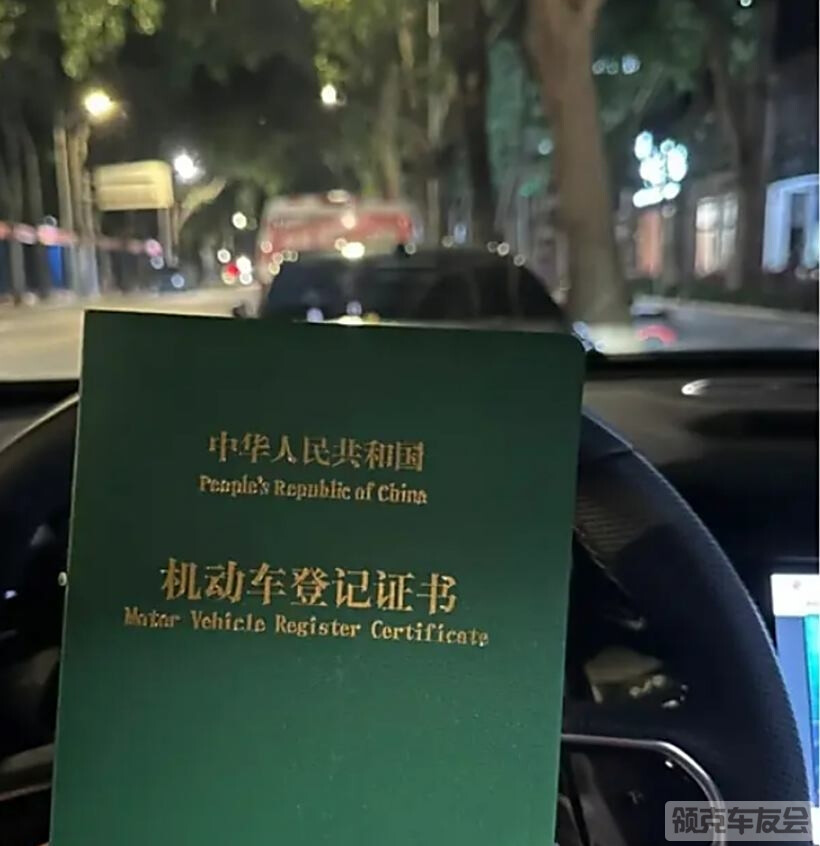 中华人民共和国
People's Republic of China
机动车登记证书
Motor Vehicle Register Certificate
领克车友会